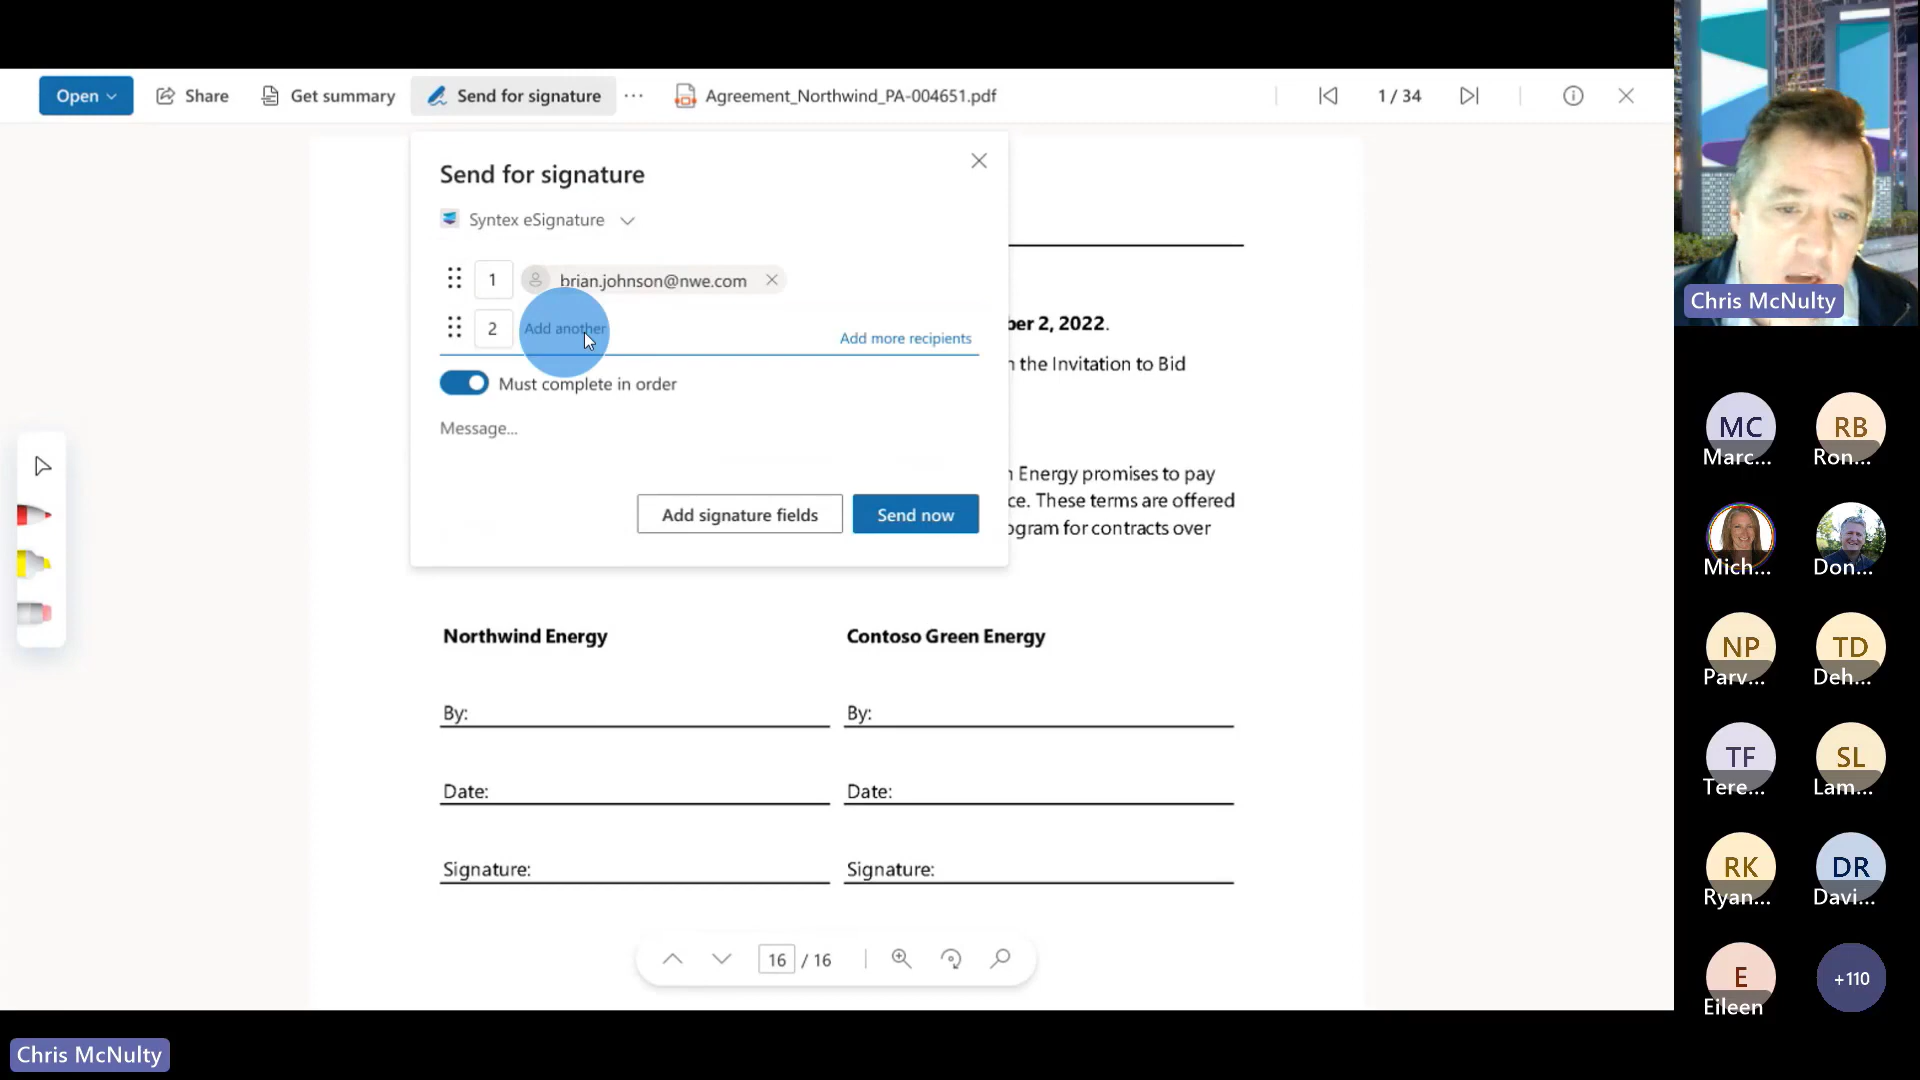 Open
Share
Get summary
Send for signature
...
Agreement_Northwind_PA-004651.pdf
1 / 34
Send for signature
Syntex eSignature
1
brian.johnson@nwe.com
2
Add another
Add more recipients
Must complete in order
Message...
Add signature fields
Send now
ber 2, 2022.
the Invitation to Bid
Energy promises to pay
ce. These terms are offered
ogram for contracts over
Northwind Energy
Contoso Green Energy
By:
By:
Date:
Date:
Signature:
Signature:
16 / 16
Chris McNulty
MC
Marc...
RB
Ron...
Mich...
Don...
NP
Parv...
TD
Deh...
TF
Tere...
SL
Lam...
RK
Ryan...
DR
Davi...
E
Eileen
+110
Chris McNulty